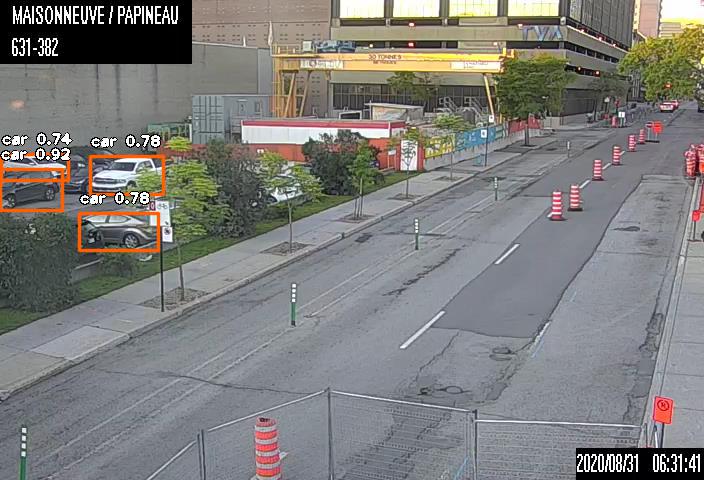 MAISONNEUVE / PAPINEAU
631-382
TVA
30 TONNES
car 0.74
car 0.78
car 0.92
car 0.78
2020/08/31 06:31:41